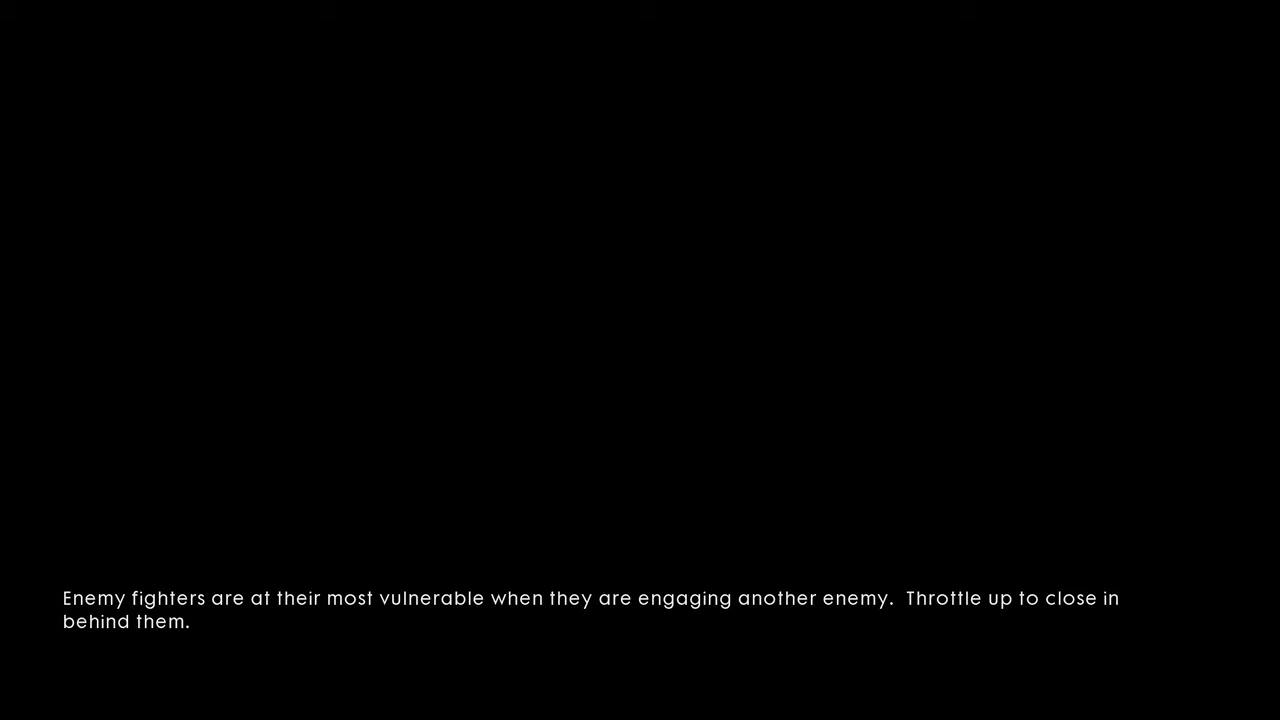 Enemy fighters are at their most vulnerable when they are engaging another enemy.  Throttle up to close in
behind them.